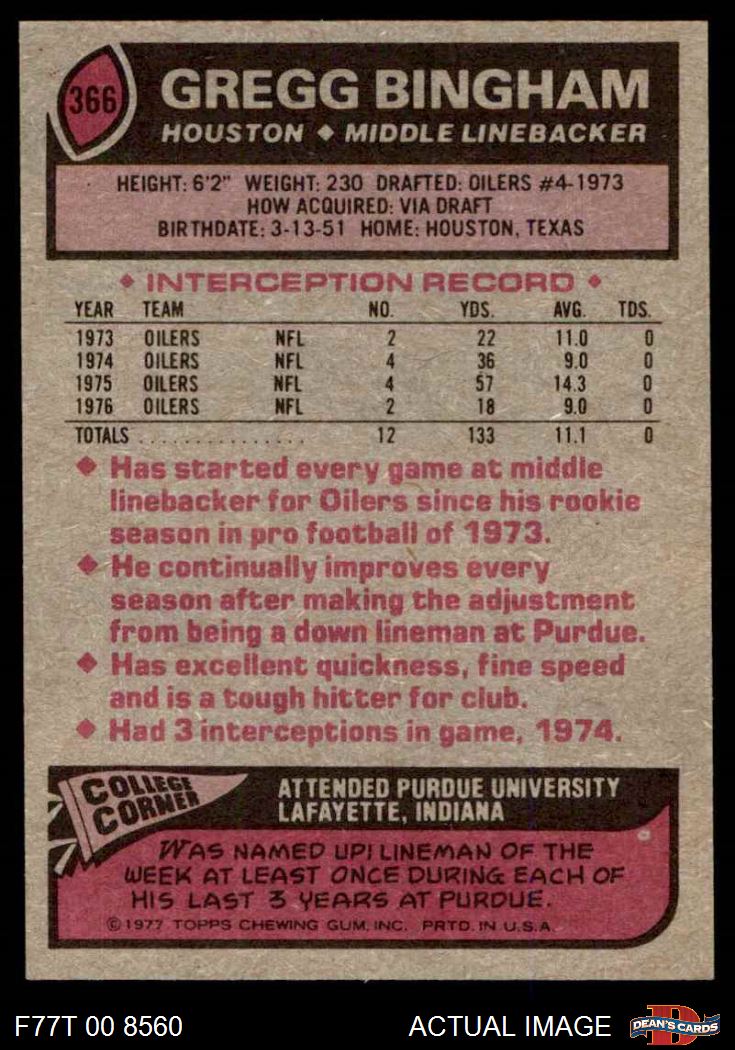 366
GREGG BINGHAM
HOUSTON ◆ MIDDLE LINEBACKER
HEIGHT: 6'2" WEIGHT: 230 DRAFTED: OILERS #4-1973
HOW ACQUIRED: VIA DRAFT
BIRTHDATE: 3-13-51 HOME: HOUSTON, TEXAS
◆ INTERCEPTION RECORD ◆
YEAR TEAM NO. YDS. AVG. TDS.
1973 OILERS NFL 2 22 11.0 0
1974 OILERS NFL 4 36 9.0 0
1975 OILERS NFL 4 57 14.3 0
1976 OILERS NFL 2 18 9.0 0
TOTALS . . . . . . . . . . . . . . . . 12 133 11.1 0
◆ Has started every game at middle
linebacker for Oilers since his rookie
season in pro football of 1973.
◆ He continually improves every
season after making the adjustment
from being a down lineman at Purdue.
◆ Has excellent quickness, fine speed
and is a tough hitter for club.
◆ Had 3 interceptions in game, 1974.
COLLEGE
CORNER
ATTENDED PURDUE UNIVERSITY
LAFAYETTE, INDIANA
WAS NAMED UPI LINEMAN OF THE
WEEK AT LEAST ONCE DURING EACH OF
HIS LAST 3 YEARS AT PURDUE.
©1977 TOPPS CHEWING GUM, INC. PRTD. IN U.S.A.
F77T 00 8560
ACTUAL IMAGE
D
DEAN'S CARDS